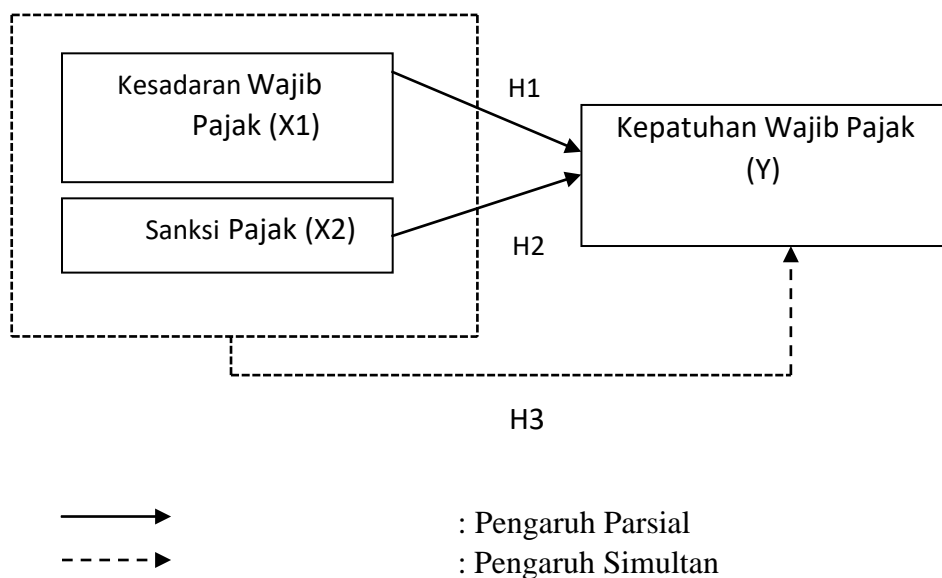 Kesadaran Wajib
Pajak (X1)
H1
Kepatuhan Wajib Pajak
(Y)
Sanksi Pajak (X2)
H2
H3
: Pengaruh Parsial
: Pengaruh Simultan